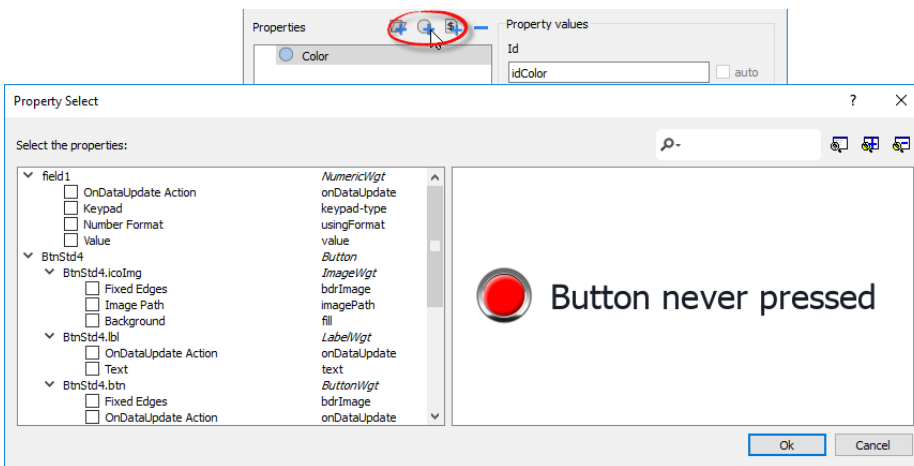 Properties
Property values
Color
Id
idColor
auto
Property Select
?
Select the properties:
field1 NumericWgt
OnDataUpdate Action onDataUpdate
Keypad keypad-type
Number Format usingFormat
Value value
BtnStd4 Button
BtnStd4.icoImg ImageWgt
Fixed Edges bdrImage
Image Path imagePath
Background fill
BtnStd4.lbl LabelWgt
OnDataUpdate Action onDataUpdate
Text text
BtnStd4.btn ButtonWgt
Fixed Edges bdrImage
OnDataUpdate Action onDataUpdate
Button never pressed
Ok
Cancel